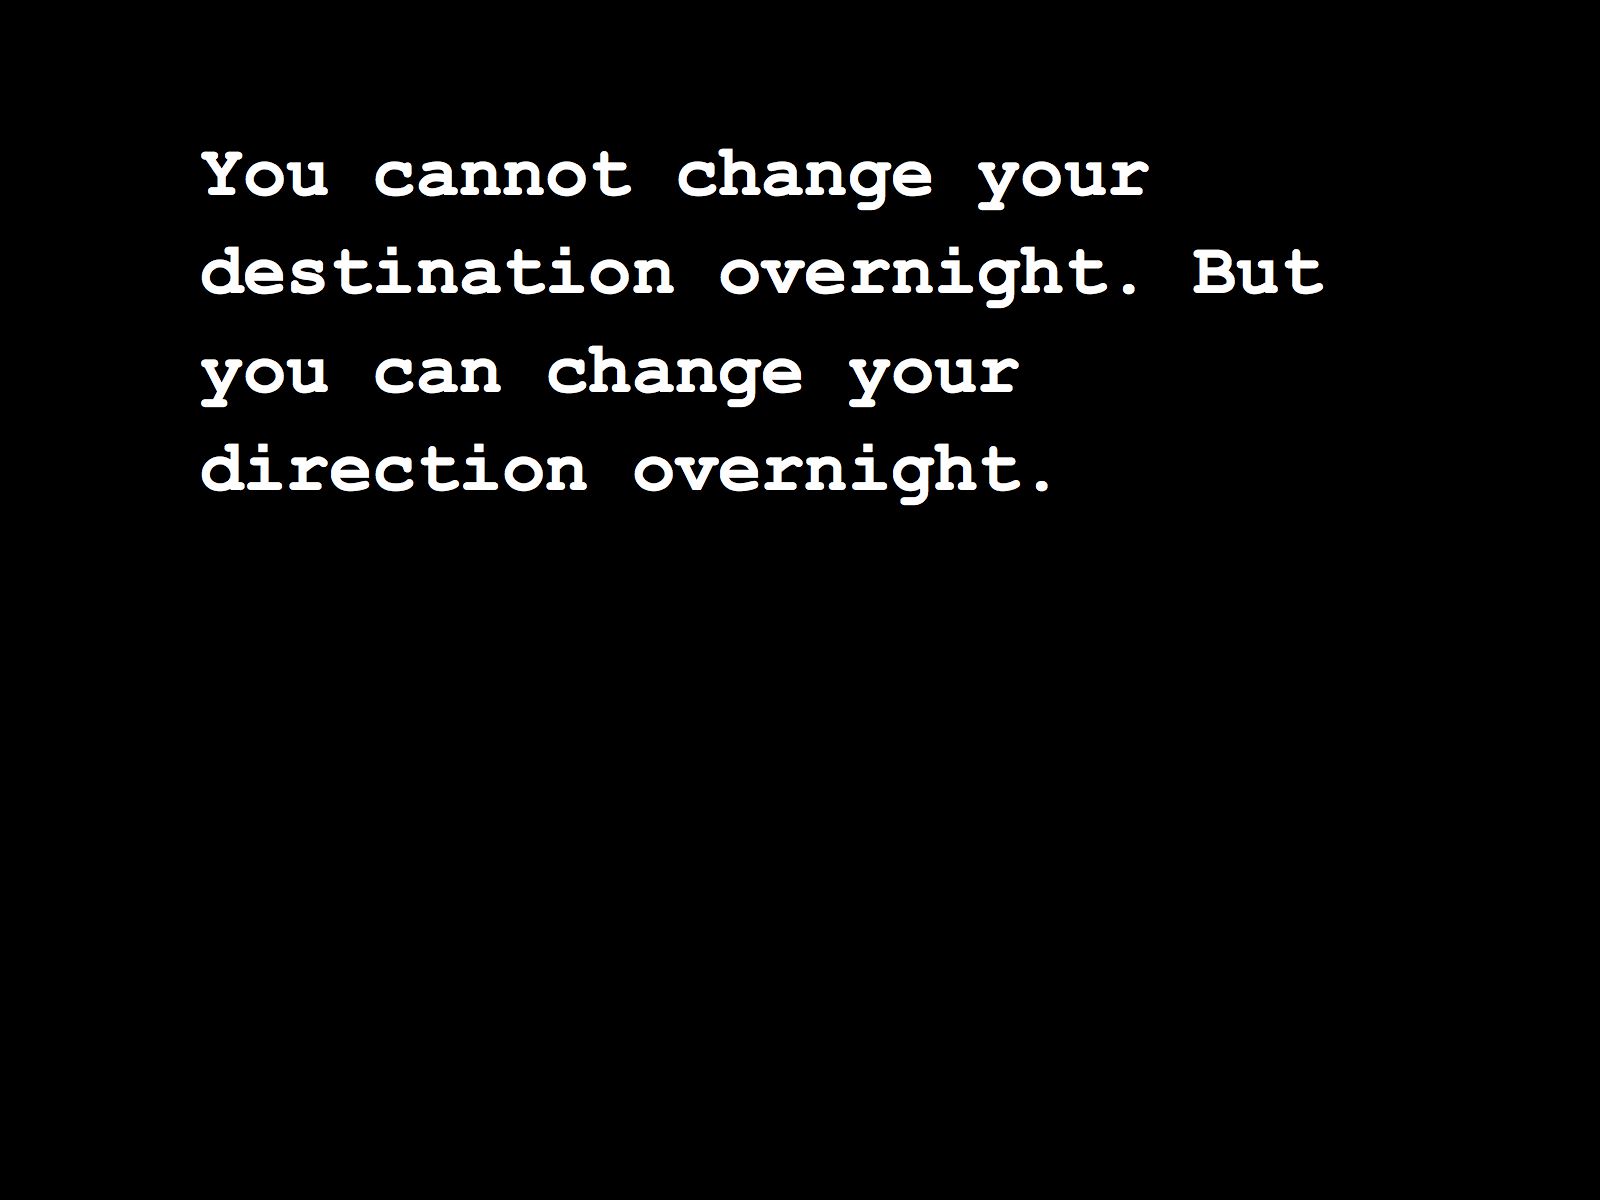 You cannot change your
destination overnight. But
you can change your
direction overnight.